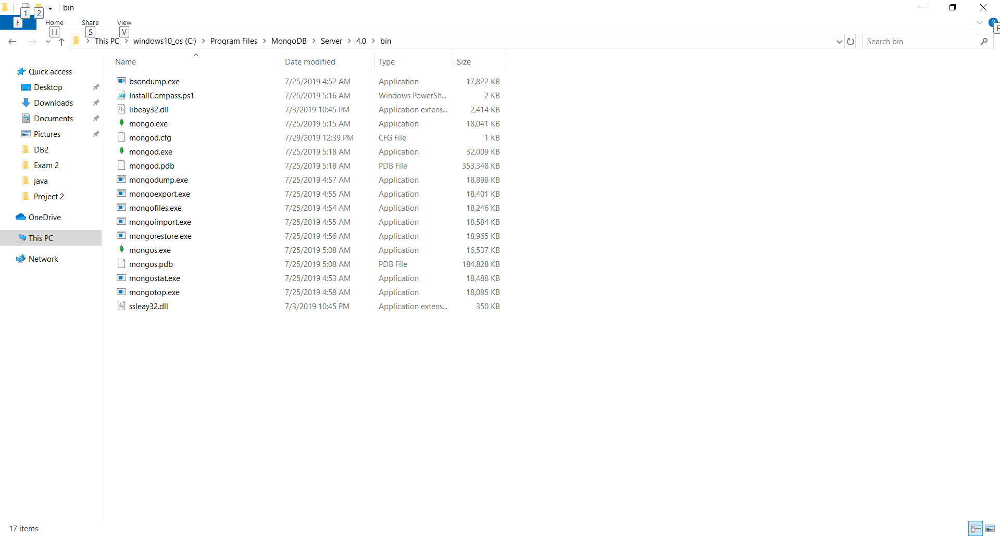 1 2 bin
F Home Share View
H S V E
This PC windows10_os (C:) Program Files MongoDB Server 4.0 bin Search bin
Name Date modified Type Size
Quick access
Desktop
Downloads
Documents
Pictures
DB2
Exam 2
java
Project 2
OneDrive
This PC
Network
bsondump.exe 7/25/2019 4:52 AM Application 17,822 KB
InstallCompass.ps1 7/25/2019 5:16 AM Windows PowerSh... 2 KB
libeay32.dll 7/3/2019 10:45 PM Application extens... 2,414 KB
mongo.exe 7/25/2019 5:15 AM Application 18,041 KB
mongod.cfg 7/29/2019 12:39 PM CFG File 1 KB
mongod.exe 7/25/2019 5:18 AM Application 32,009 KB
mongod.pdb 7/25/2019 5:18 AM PDB File 353,348 KB
mongodump.exe 7/25/2019 4:57 AM Application 18,898 KB
mongoexport.exe 7/25/2019 4:55 AM Application 18,401 KB
mongofiles.exe 7/25/2019 4:54 AM Application 18,246 KB
mongoimport.exe 7/25/2019 4:55 AM Application 18,584 KB
mongorestore.exe 7/25/2019 4:56 AM Application 18,965 KB
mongos.exe 7/25/2019 5:08 AM Application 16,537 KB
mongos.pdb 7/25/2019 5:08 AM PDB File 184,828 KB
mongostat.exe 7/25/2019 4:53 AM Application 18,488 KB
mongotop.exe 7/25/2019 4:58 AM Application 18,085 KB
ssleay32.dll 7/3/2019 10:45 PM Application extens... 350 KB
17 items